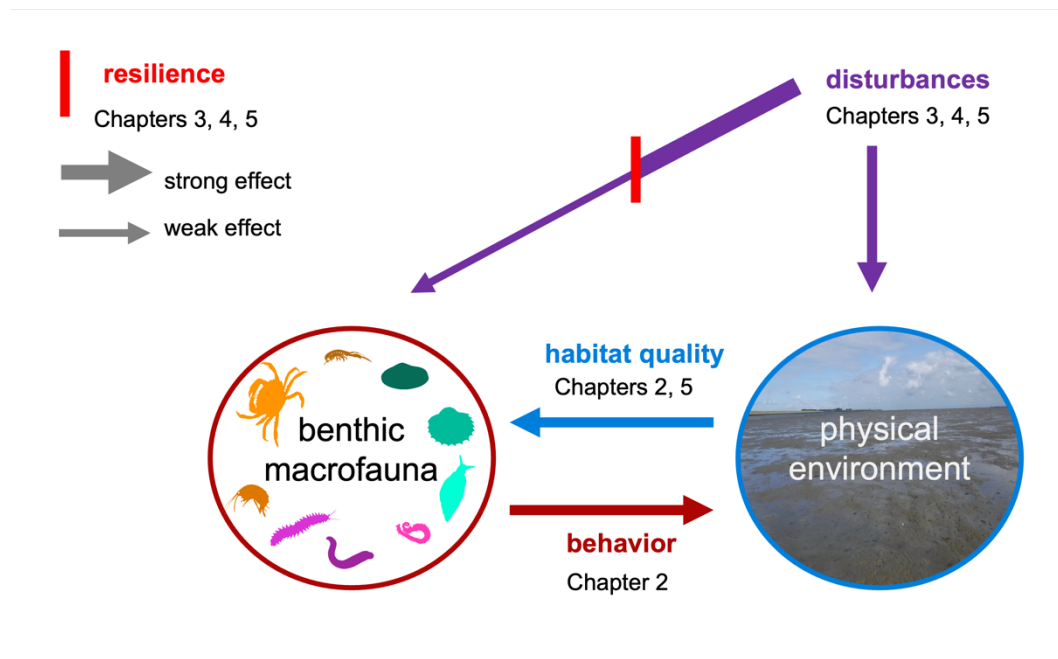 resilience
Chapters 3, 4, 5
strong effect
weak effect
disturbances
Chapters 3, 4, 5
habitat quality
Chapters 2, 5
benthic
macrofauna
physical
environment
behavior
Chapter 2